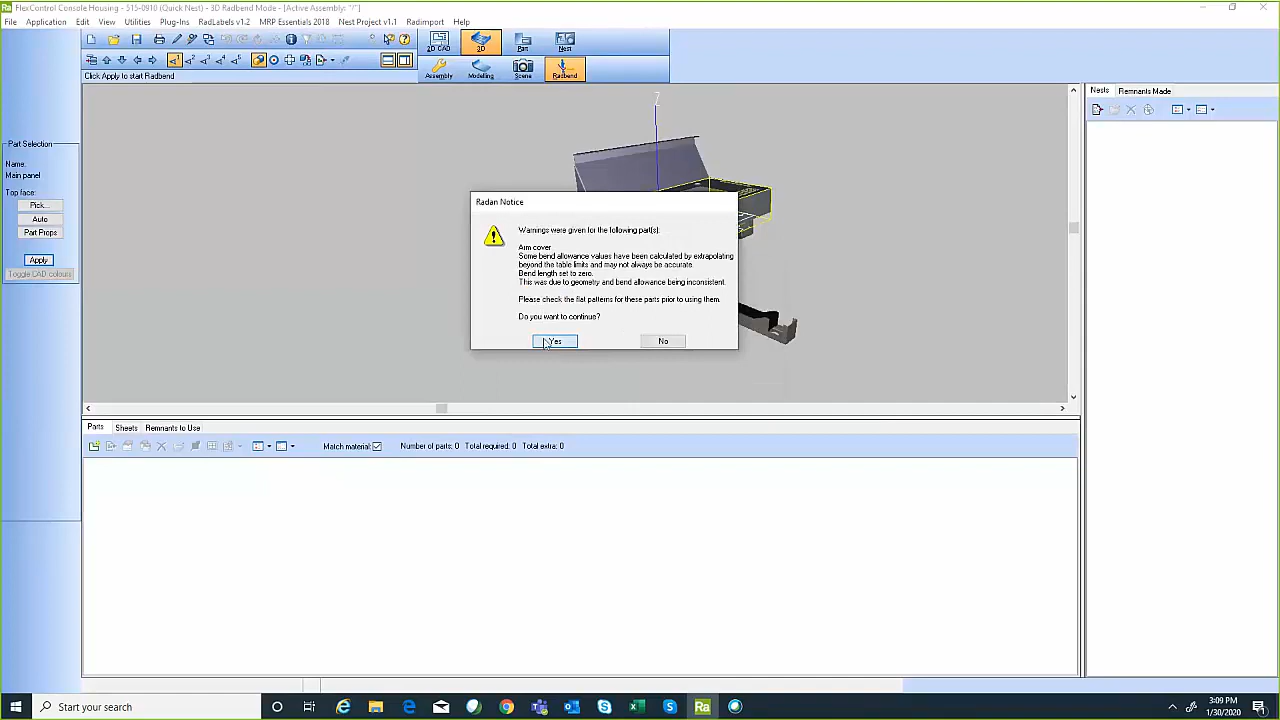 FlexControl Console Housing - 515-0910 (Quick Nest) - 3D Radbend Mode - [Active Assembly: "/"]
File Application Edit View Utilities Plug-Ins RadLabels v1.2 MRP Essentials 2018 Nest Project v1.1 Radimport Help
2D CAD 3D Part Nest
Assembly Modelling Scene Radbend
Click Apply to start Radbend
Nests Remnants Made
Part Selection
Name:
Main panel
Top face:
Pick...
Auto
Part Props
Apply
Toggle CAD colours
Z
Radan Notice
Warnings were given for the following part(s):
Aim cover
Some bend allowance values have been calculated by extrapolating
beyond the table limits and may not always be accurate.
Bend length set to zero.
This was due to geometry and bend allowance being inconsistent.
Please check the flat patterns for these parts prior to using them.
Do you want to continue?
Yes No
Parts Sheets Remnants to Use
Match material: Number of parts: 0 Total required: 0 Total extra: 0
Start your search
3:09 PM
1/30/2020